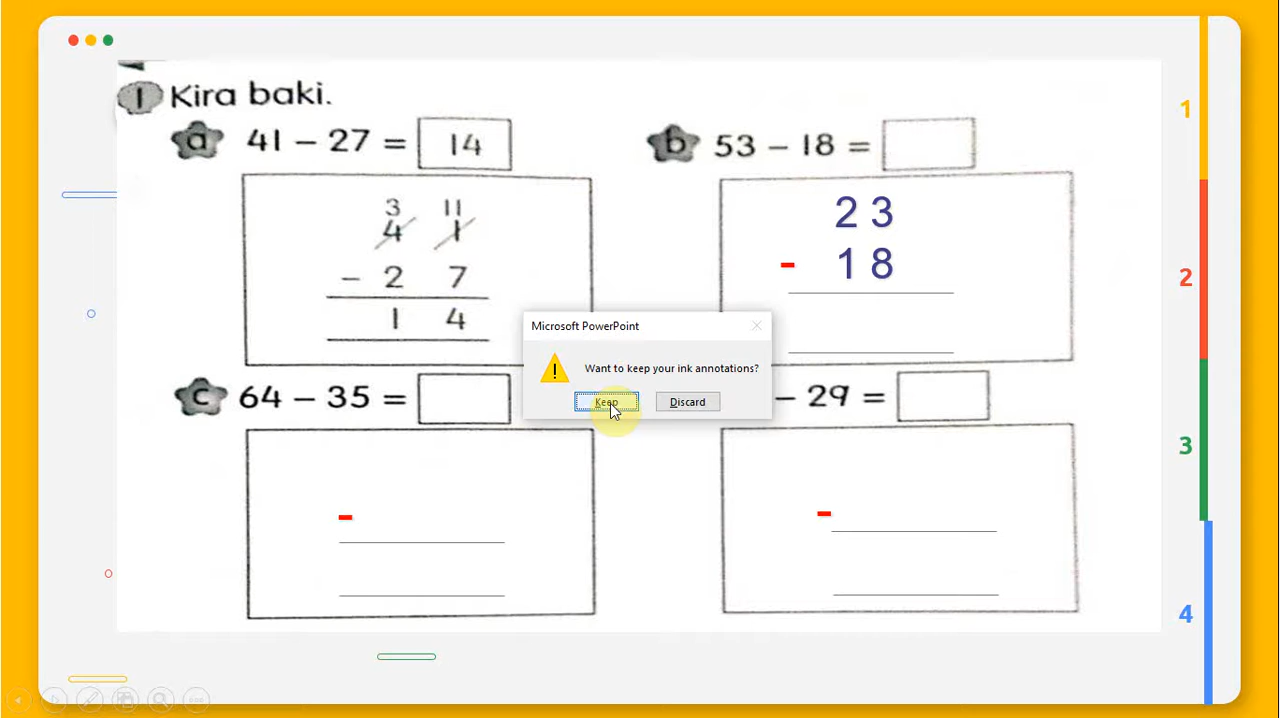 1 Kira baki.
a 41 – 27 = 14
3 11
4 1
– 2 7
1 4
b 53 – 18 =
2 3
- 1 8
c 64 – 35 =
-
– 29 =
-
Microsoft PowerPoint
Want to keep your ink annotations?
Keep Discard
1
2
3
4